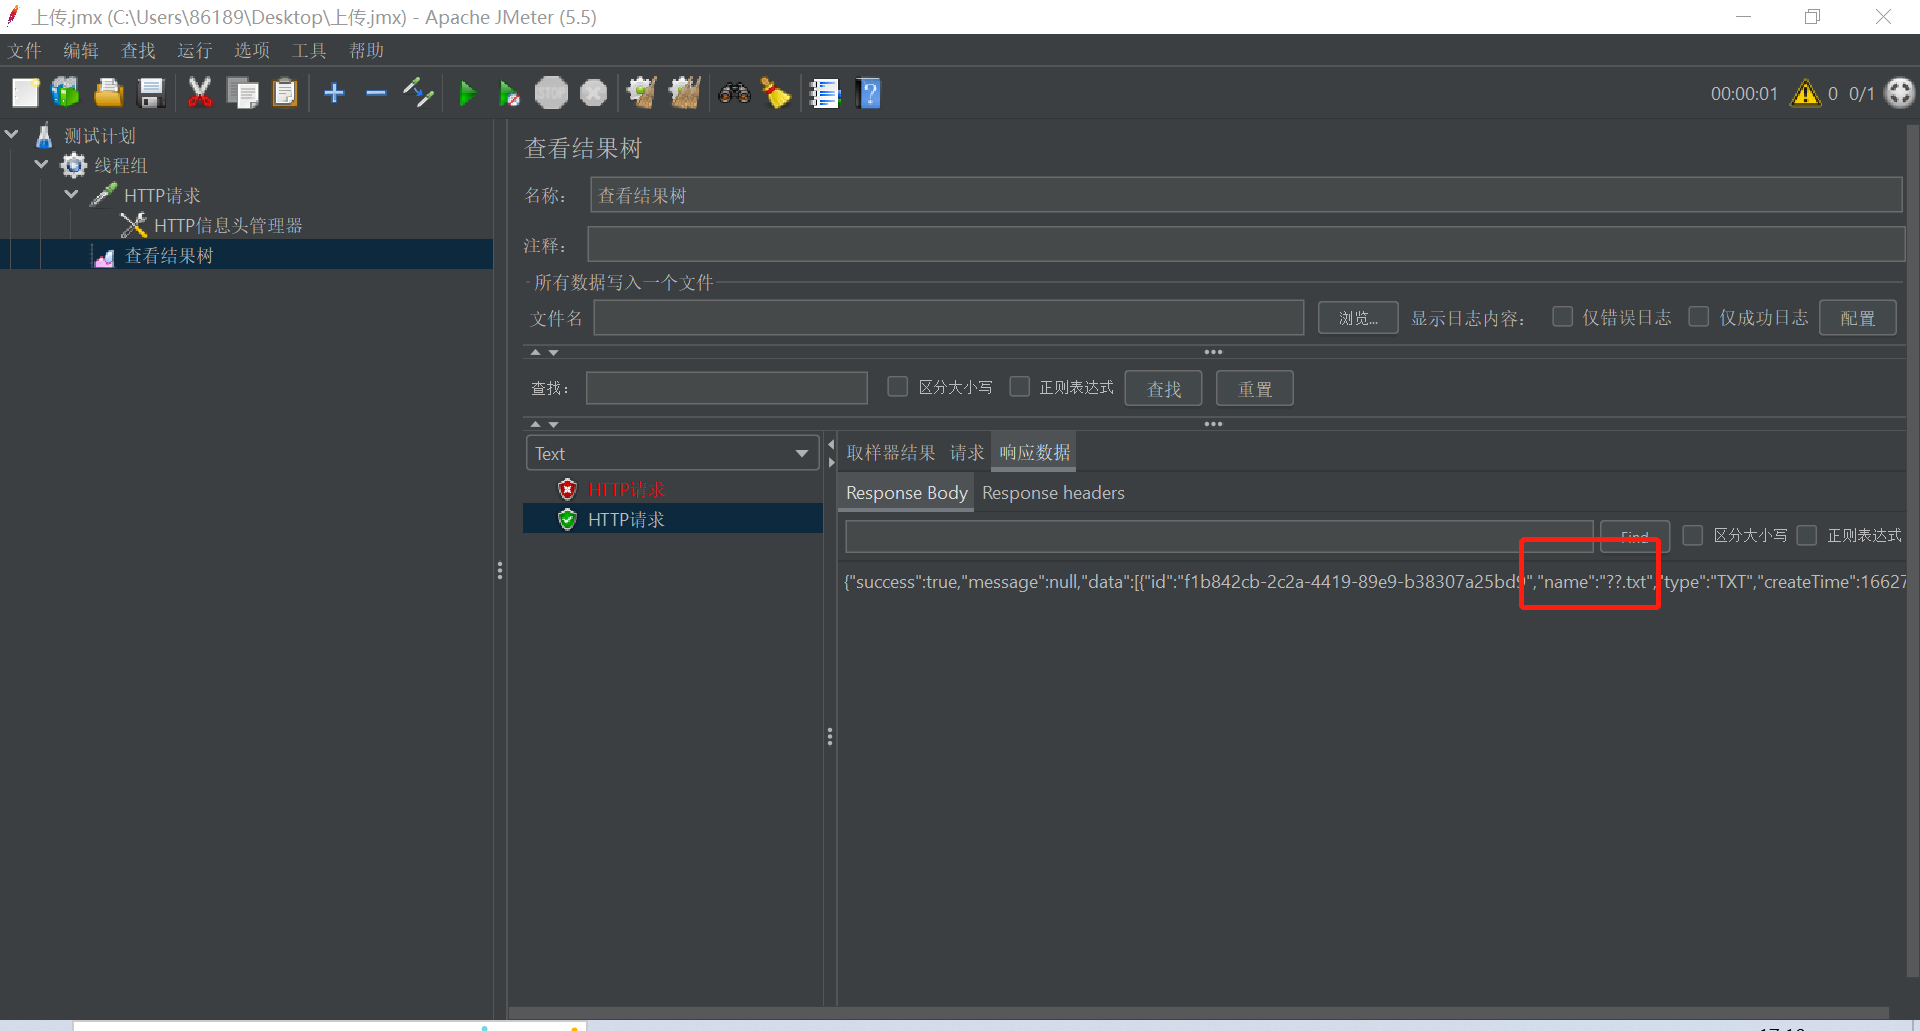 上传.jmx (C:\Users\86189\Desktop\上传.jmx) - Apache JMeter (5.5)
文件 编辑 查找 运行 选项 工具 帮助
STOP
00:00:01 0 0/1
测试计划
线程组
HTTP请求
HTTP信息头管理器
查看结果树
查看结果树
名称： 查看结果树
注释：
所有数据写入一个文件
文件名 浏览... 显示日志内容： 仅错误日志 仅成功日志 配置
查找： 区分大小写 正则表达式 查找 重置
Text
HTTP请求
HTTP请求
取样器结果 请求 响应数据
Response Body Response headers
Find 区分大小写 正则表达式
{"success":true,"message":null,"data":[{"id":"f1b842cb-2c2a-4419-89e9-b38307a25bd9","name":"??.txt","type":"TXT","createTime":16627